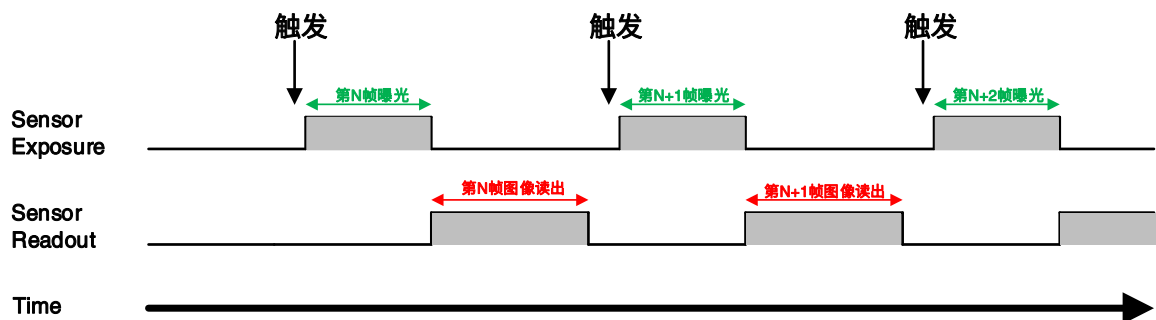 触发 触发 触发
第N帧曝光 第N+1帧曝光 第N+2帧曝光
Sensor
Exposure
第N帧图像读出 第N+1帧图像读出
Sensor
Readout
Time